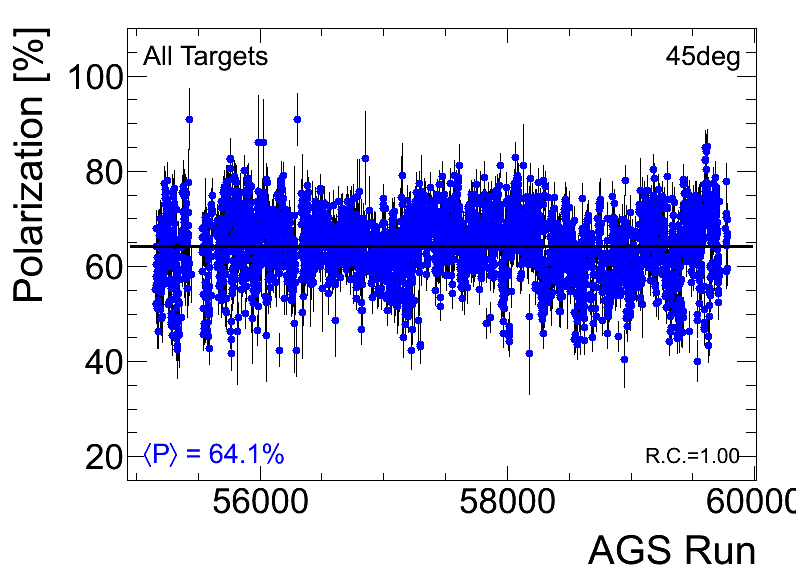 Polarization [%]
All Targets
45deg
100
80
60
40
20
⟨P⟩ = 64.1%
R.C.=1.00
56000
58000
60000
AGS Run